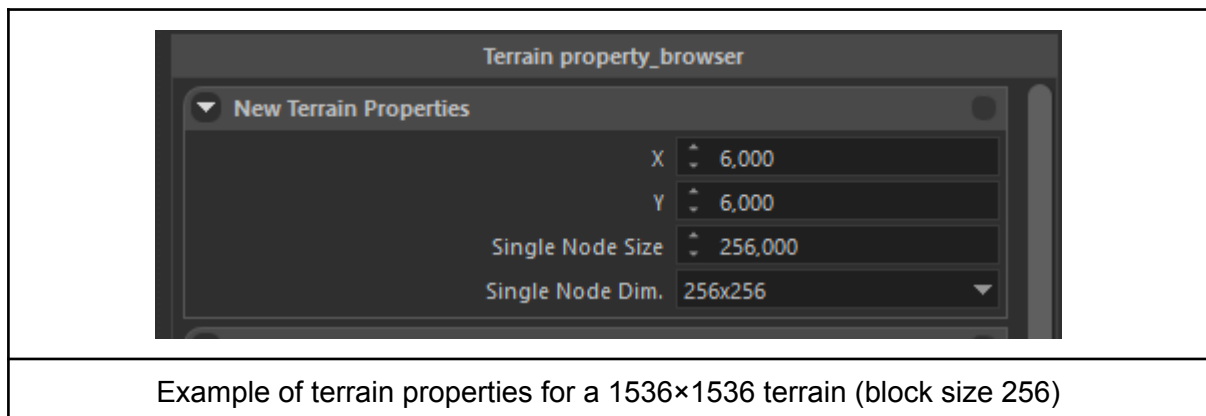 Terrain property_browser
New Terrain Properties
X 6,000
Y 6,000
Single Node Size 256,000
Single Node Dim. 256x256
Example of terrain properties for a 1536×1536 terrain (block size 256)